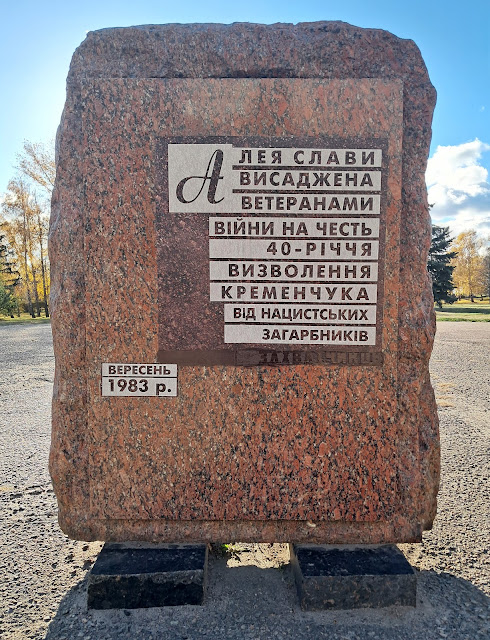 АЛЕЯ СЛАВИ
ВИСАДЖЕНА
ВЕТЕРАНАМИ
ВІЙНИ НА ЧЕСТЬ
40-РІЧЧЯ
ВИЗВОЛЕННЯ
КРЕМЕНЧУКА
ВІД НАЦИСТСЬКИХ
ЗАГАРБНИКІВ
ВЕРЕСЕНЬ
1983 р.